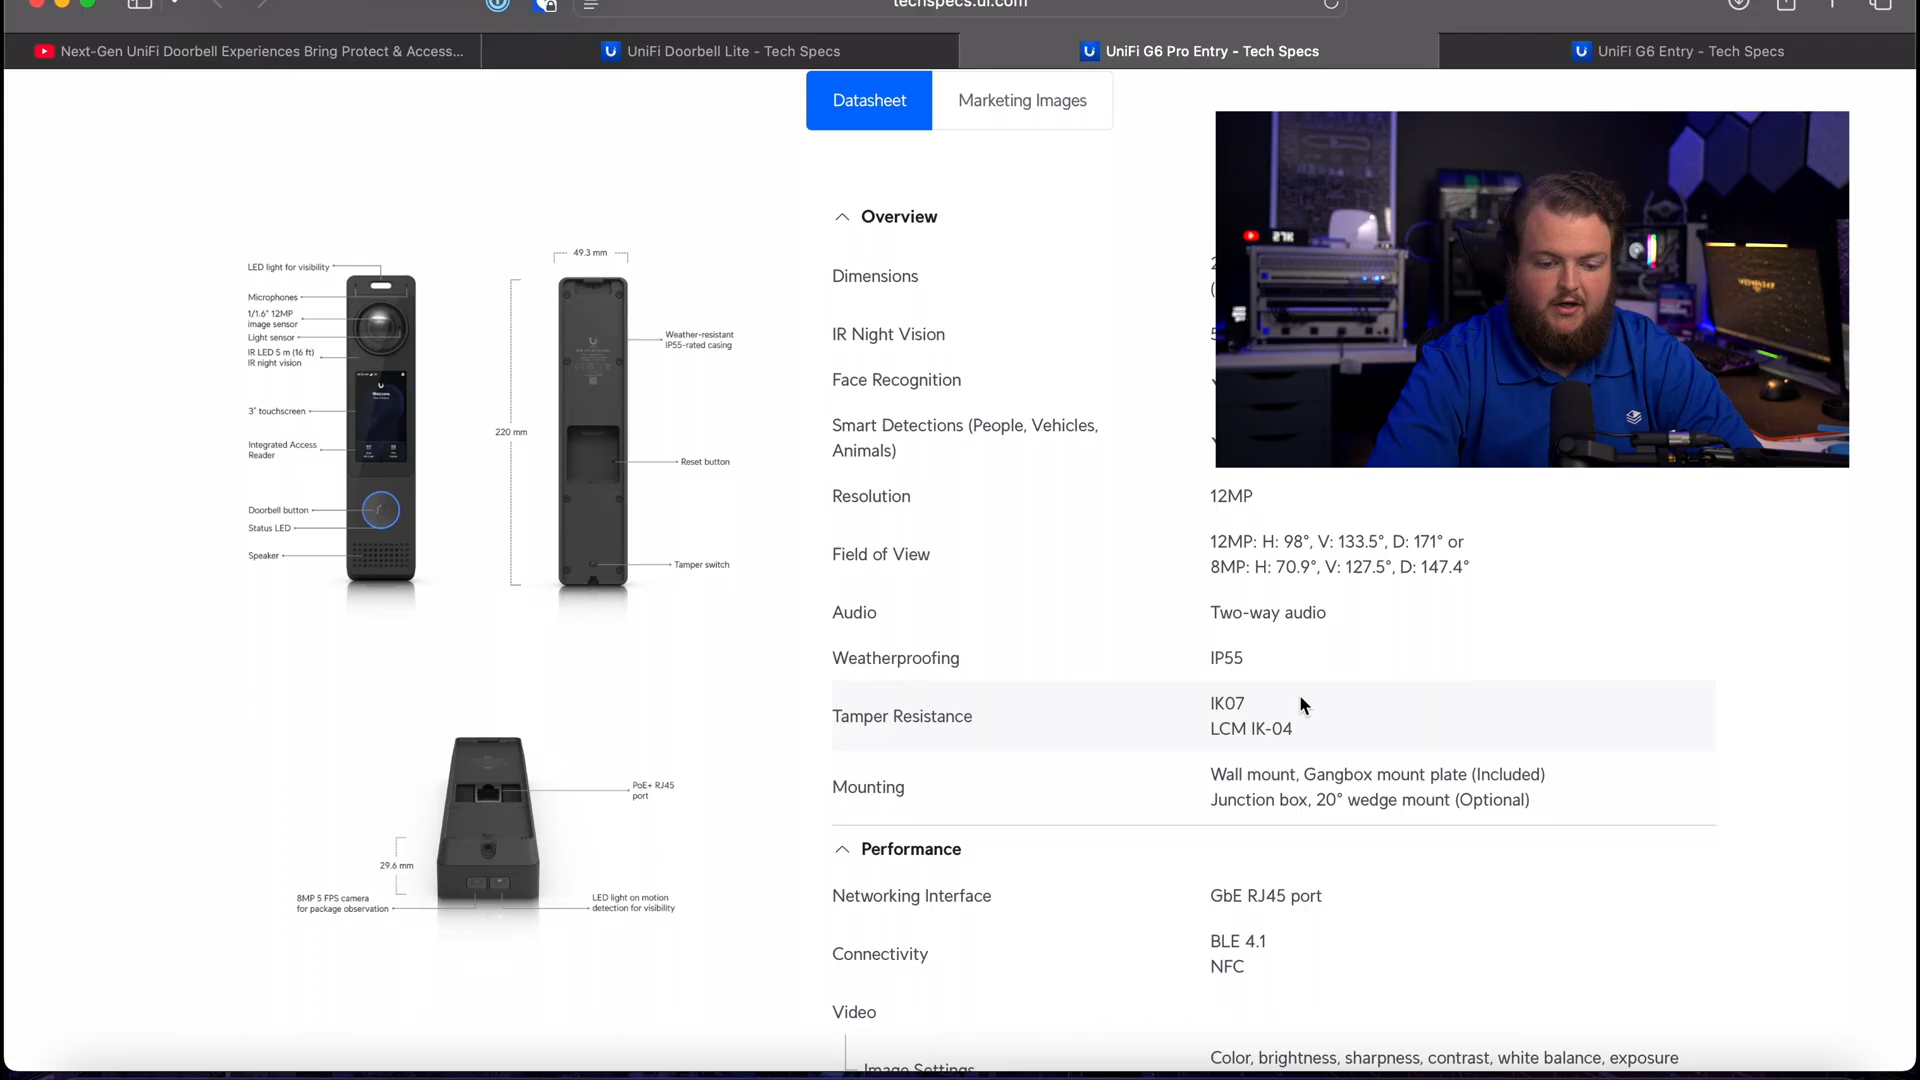 techspecs.ui.com
Next-Gen UniFi Doorbell Experiences Bring Protect & Access...
UniFi Doorbell Lite - Tech Specs
UniFi G6 Pro Entry - Tech Specs
UniFi G6 Entry - Tech Specs
Datasheet
Marketing Images
LED light for visibility
Microphones
1/1.6" 12MP
image sensor
Light sensor
IR LED 5 m (16 ft)
IR night vision
3" touchscreen
Integrated Access
Reader
Doorbell button
Status LED
Speaker
Welcome
49.3 mm
220 mm
Weather-resistant
IP55-rated casing
Reset button
Tamper switch
PoE+ RJ45
port
29.6 mm
8MP 5 FPS camera
for package observation
LED light on motion
detection for visibility
Overview
Dimensions
IR Night Vision
Face Recognition
Smart Detections (People, Vehicles,
Animals)
Resolution
12MP
Field of View
12MP: H: 98°, V: 133.5°, D: 171° or
8MP: H: 70.9°, V: 127.5°, D: 147.4°
Audio
Two-way audio
Weatherproofing
IP55
Tamper Resistance
IK07
LCM IK-04
Mounting
Wall mount, Gangbox mount plate (Included)
Junction box, 20° wedge mount (Optional)
Performance
Networking Interface
GbE RJ45 port
Connectivity
BLE 4.1
NFC
Video
Image Settings
Color, brightness, sharpness, contrast, white balance, exposure
27K